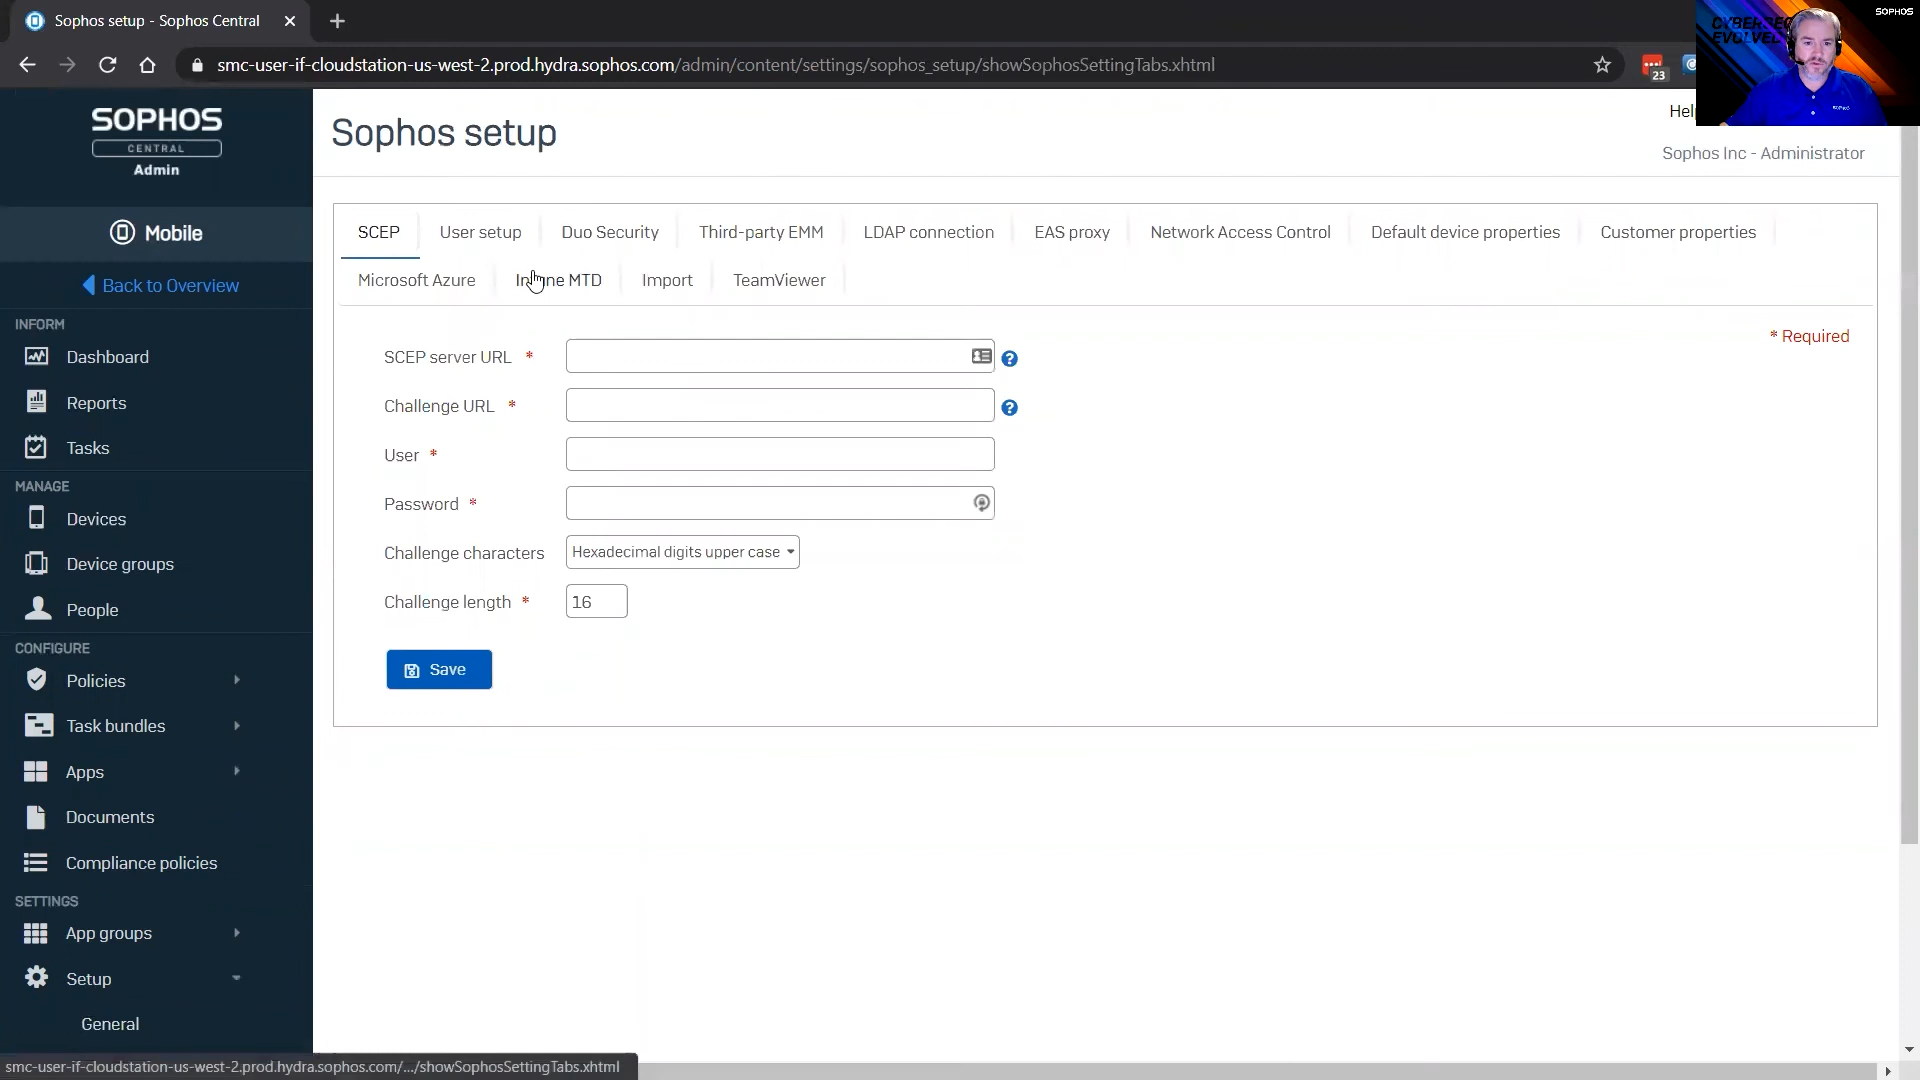 Sophos setup - Sophos Central
smc-user-if-cloudstation-us-west-2.prod.hydra.sophos.com/admin/content/settings/sophos_setup/showSophosSettingTabs.xhtml
23
SOPHOS
EVOLVED
SOPHOS
CENTRAL
Admin
Mobile
Back to Overview
INFORM
Dashboard
Reports
Tasks
MANAGE
Devices
Device groups
People
CONFIGURE
Policies
Task bundles
Apps
Documents
Compliance policies
SETTINGS
App groups
Setup
General
smc-user-if-cloudstation-us-west-2.prod.hydra.sophos.com/.../showSophosSettingTabs.xhtml
Sophos setup
Sophos Inc - Administrator
SCEP User setup Duo Security Third-party EMM LDAP connection EAS proxy Network Access Control Default device properties Customer properties
Microsoft Azure MTD Import TeamViewer
* Required
SCEP server URL *
Challenge URL *
User *
Password *
Challenge characters Hexadecimal digits upper case
Challenge length * 16
Save